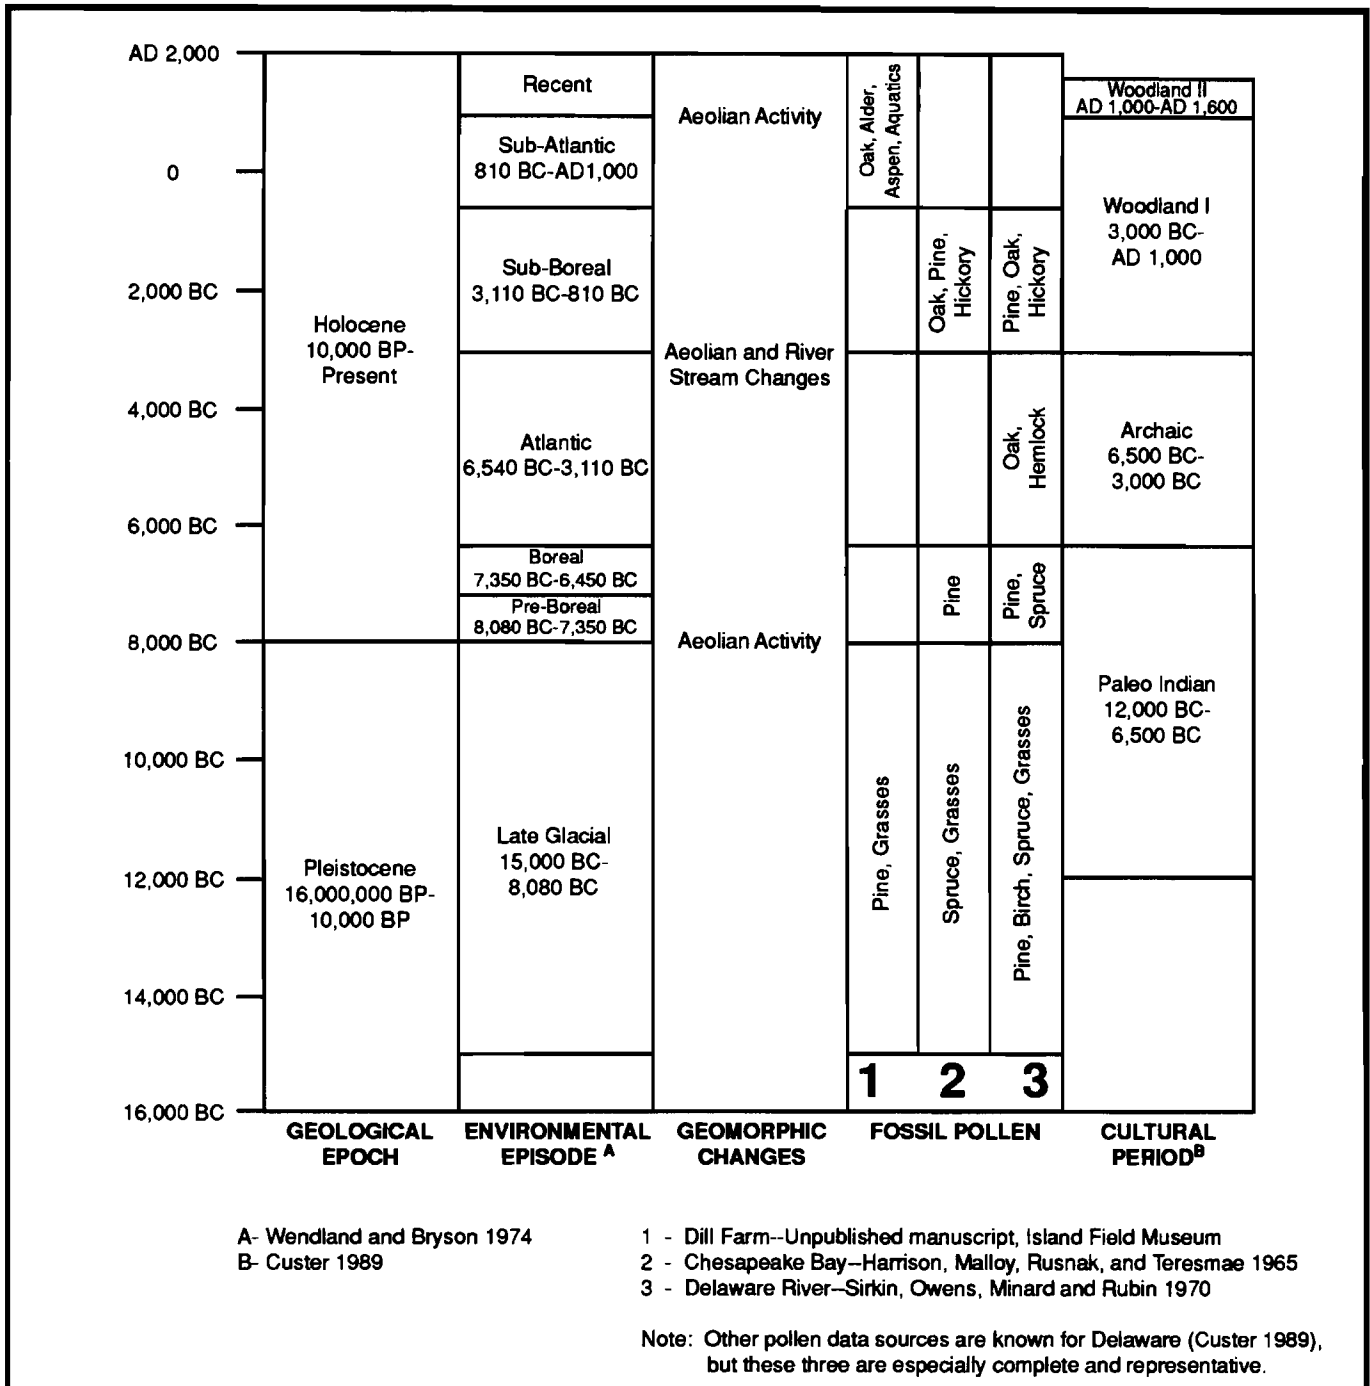 AD 2,000
0
2,000 BC
4,000 BC
6,000 BC
8,000 BC
10,000 BC
12,000 BC
14,000 BC
16,000 BC
Holocene
10,000 BP-
Present
Pleistocene
16,000,000 BP-
10,000 BP
GEOLOGICAL
EPOCH
Recent
Sub-Atlantic
810 BC-AD1,000
Sub-Boreal
3,110 BC-810 BC
Atlantic
6,540 BC-3,110 BC
Boreal
7,350 BC-6,450 BC
Pre-Boreal
8,080 BC-7,350 BC
Late Glacial
15,000 BC-
8,080 BC
ENVIRONMENTAL
EPISODE A
Aeolian Activity
Aeolian and River
Stream Changes
Aeolian Activity
GEOMORPHIC
CHANGES
Oak, Alder,
Aspen, Aquatics
Pine, Grasses
1
Oak, Pine,
Hickory
Pine
Spruce, Grasses
2
Pine, Oak,
Hickory
Oak,
Hemlock
Pine,
Spruce
Pine, Birch, Spruce, Grasses
3
FOSSIL POLLEN
Woodland II
AD 1,000-AD 1,600
Woodland I
3,000 BC-
AD 1,000
Archaic
6,500 BC-
3,000 BC
Paleo Indian
12,000 BC-
6,500 BC
CULTURAL
PERIOD B
A- Wendland and Bryson 1974
B- Custer 1989
1 - Dill Farm--Unpublished manuscript, Island Field Museum
2 - Chesapeake Bay--Harrison, Malloy, Rusnak, and Teresmae 1965
3 - Delaware River--Sirkin, Owens, Minard and Rubin 1970
Note: Other pollen data sources are known for Delaware (Custer 1989),
but these three are especially complete and representative.